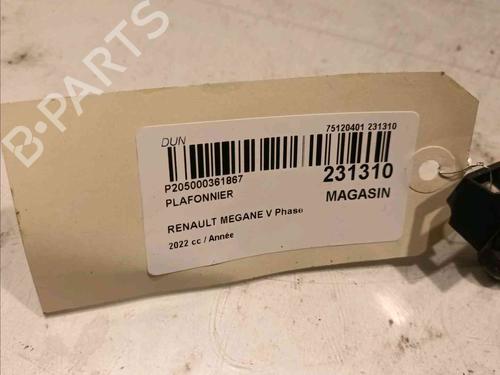 B-PARTS
DUN
75120401 231310
P205000361867
231310
PLAFONNIER
MAGASIN
RENAULT MEGANE V Phase
2022 cc / Année